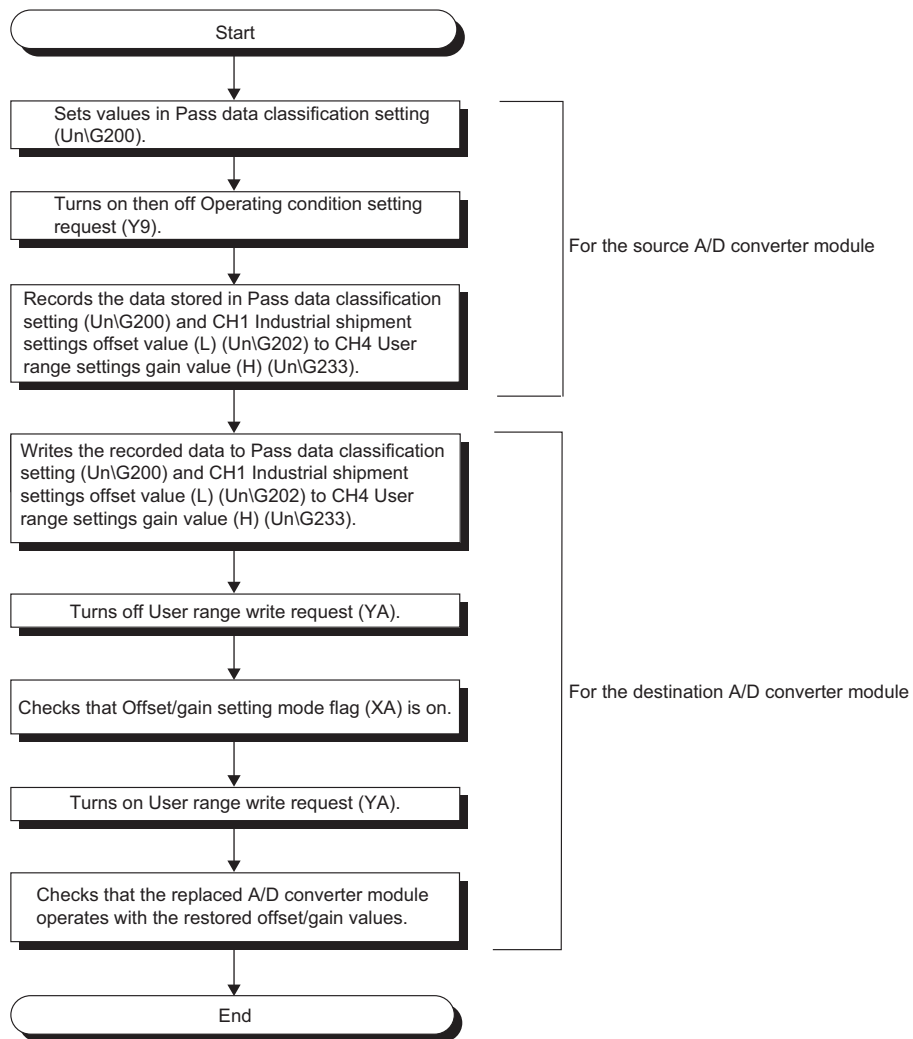 Start
Sets values in Pass data classification setting
(Un\G200).
Turns on then off Operating condition setting
request (Y9).
For the source A/D converter module
Records the data stored in Pass data classification
setting (Un\G200) and CH1 Industrial shipment
settings offset value (L) (Un\G202) to CH4 User
range settings gain value (H) (Un\G233).
Writes the recorded data to Pass data classification
setting (Un\G200) and CH1 Industrial shipment
settings offset value (L) (Un\G202) to CH4 User
range settings gain value (H) (Un\G233).
Turns off User range write request (YA).
For the destination A/D converter module
Checks that Offset/gain setting mode flag (XA) is on.
Turns on User range write request (YA).
Checks that the replaced A/D converter module
operates with the restored offset/gain values.
End